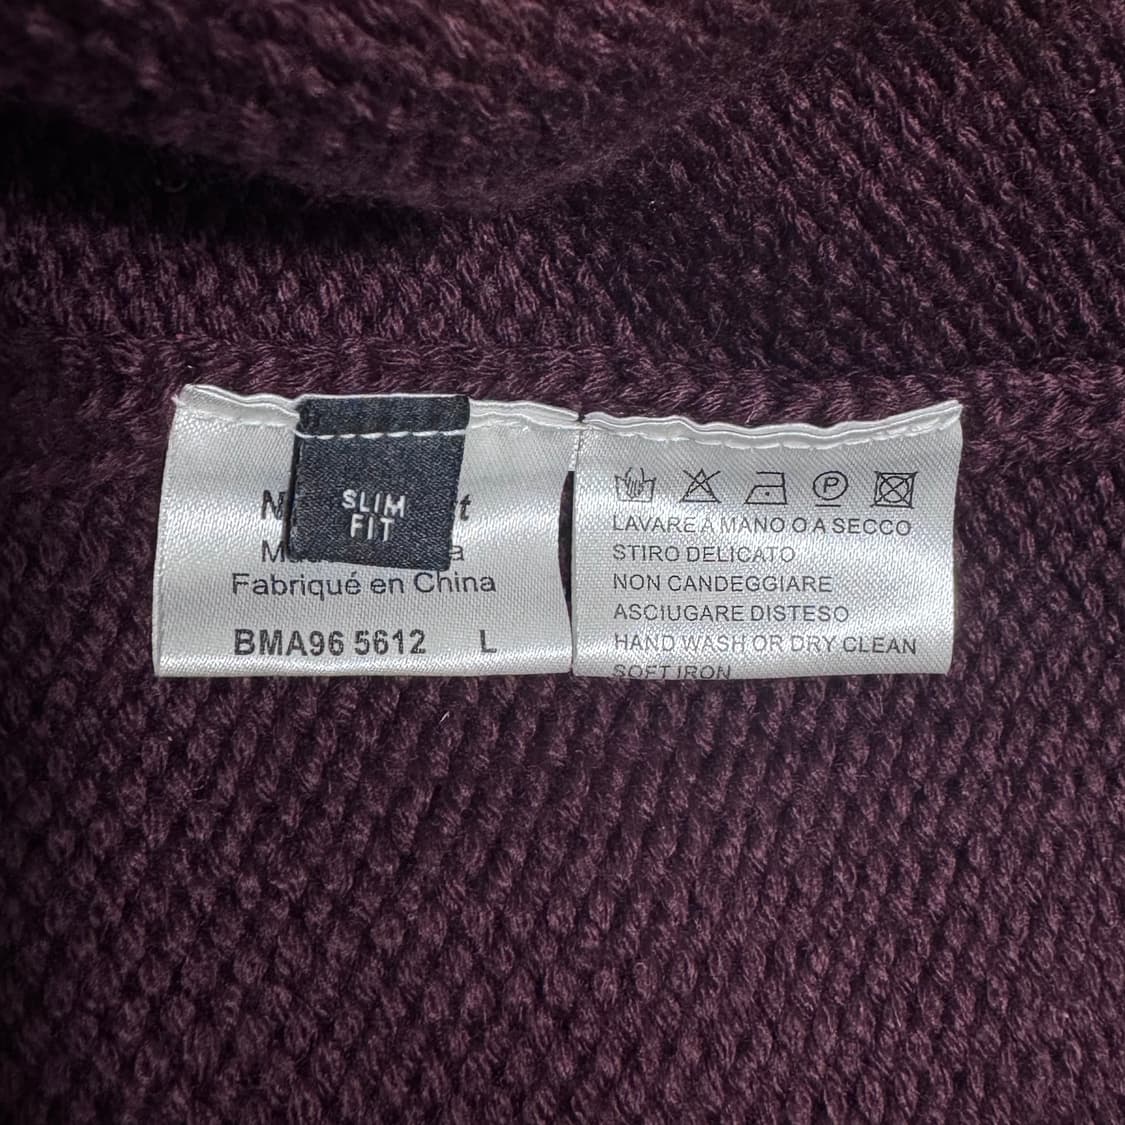 SLIM
FIT
Fabriqué en China
BMA96 5612 L
P
LAVARE A MANO O A SECCO
STIRO DELICATO
NON CANDEGGIARE
ASCIUGARE DISTESO
HAND WASH OR DRY CLEAN
SOFT IRON